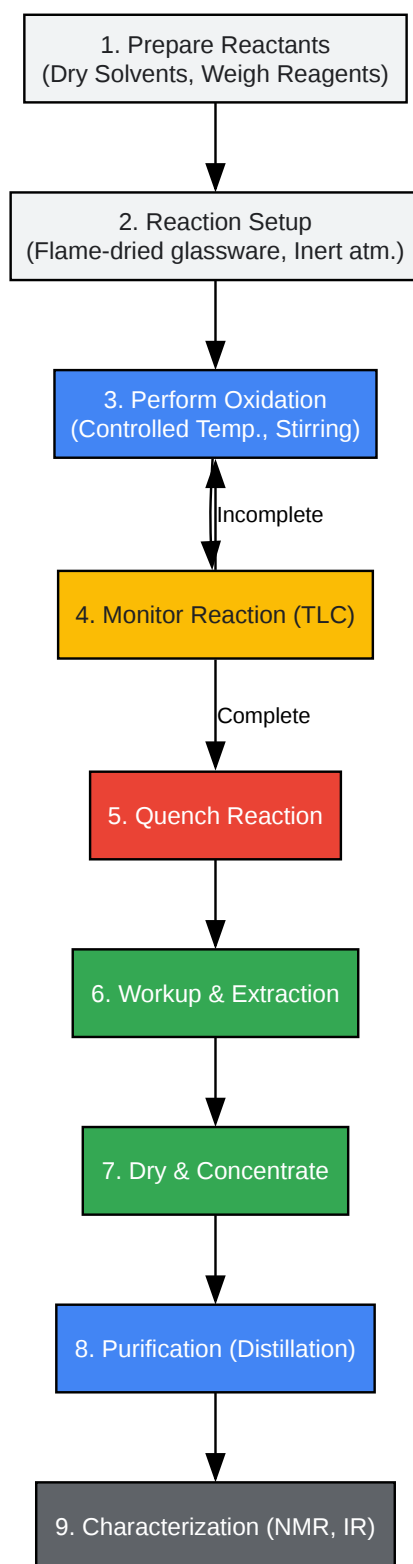 1. Prepare Reactants
(Dry Solvents, Weigh Reagents)
2. Reaction Setup
(Flame-dried glassware, Inert atm.)
3. Perform Oxidation
(Controlled Temp., Stirring)
Incomplete
4. Monitor Reaction (TLC)
Complete
5. Quench Reaction
6. Workup & Extraction
7. Dry & Concentrate
8. Purification (Distillation)
9. Characterization (NMR, IR)